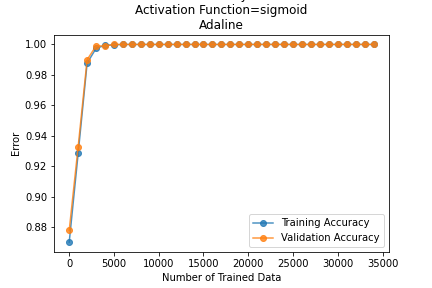 Activation Function=sigmoid
Adaline
1.00
0.98
0.96
0.94
0.92
0.90
0.88
Error
Training Accuracy
Validation Accuracy
0 5000 10000 15000 20000 25000 30000 35000
Number of Trained Data